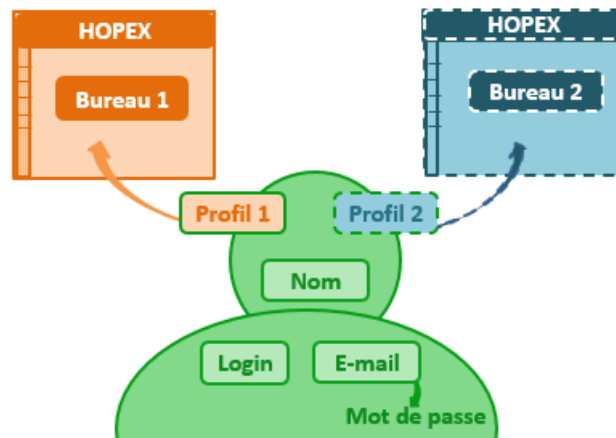 HOPEX
Bureau 1
HOPEX
Bureau 2
Profil 1
Profil 2
Nom
Login
E-mail
Mot de passe